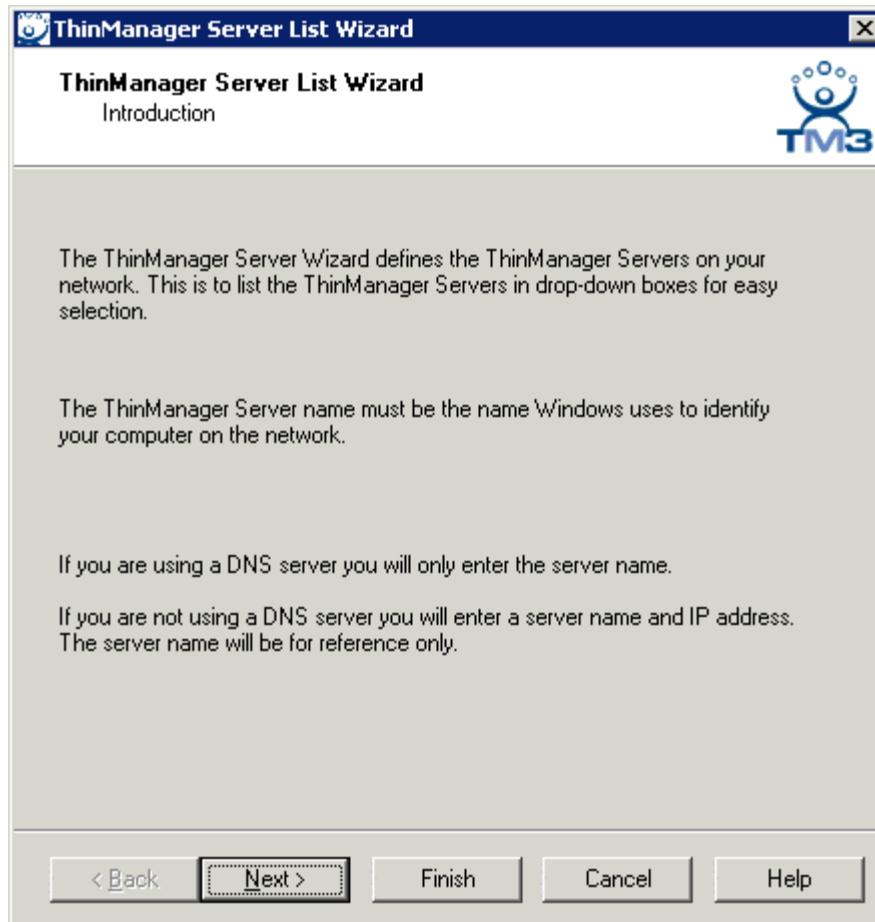 ThinManager Server List Wizard
ThinManager Server List Wizard
Introduction
TM3
The ThinManager Server Wizard defines the ThinManager Servers on your
network. This is to list the ThinManager Servers in drop-down boxes for easy
selection.
The ThinManager Server name must be the name Windows uses to identify
your computer on the network.
If you are using a DNS server you will only enter the server name.
If you are not using a DNS server you will enter a server name and IP address.
The server name will be for reference only.
< Back Next > Finish Cancel Help